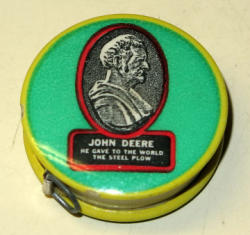 JOHN DEERE
HE GAVE TO THE WORLD
THE STEEL PLOW